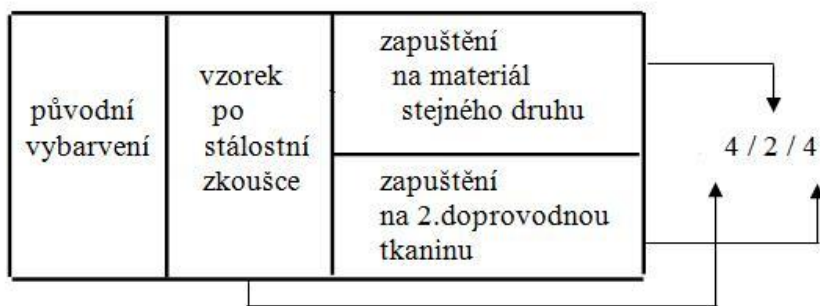 původní
vybarvení
vzorek
po
stálostní
zkoušce
zapuštění
na materiál
stejného druhu
zapuštění
na 2.doprovodnou
tkaninu
4 / 2 / 4